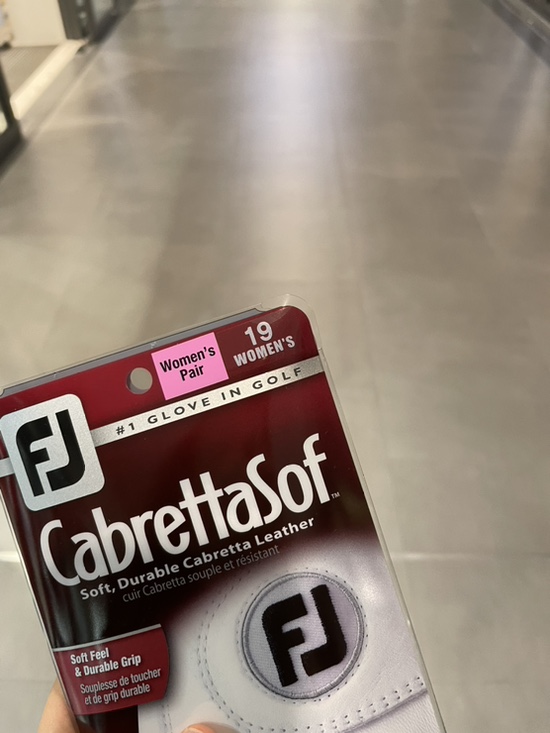 19
WOMEN'S
Women's
Pair
#1 GLOVE IN GOLF
FJ
CabrettaSof™
Soft, Durable Cabretta Leather
cuir Cabretta souple et résistant
FJ
Soft Feel
& Durable Grip
Souplesse de toucher
et de grip durable